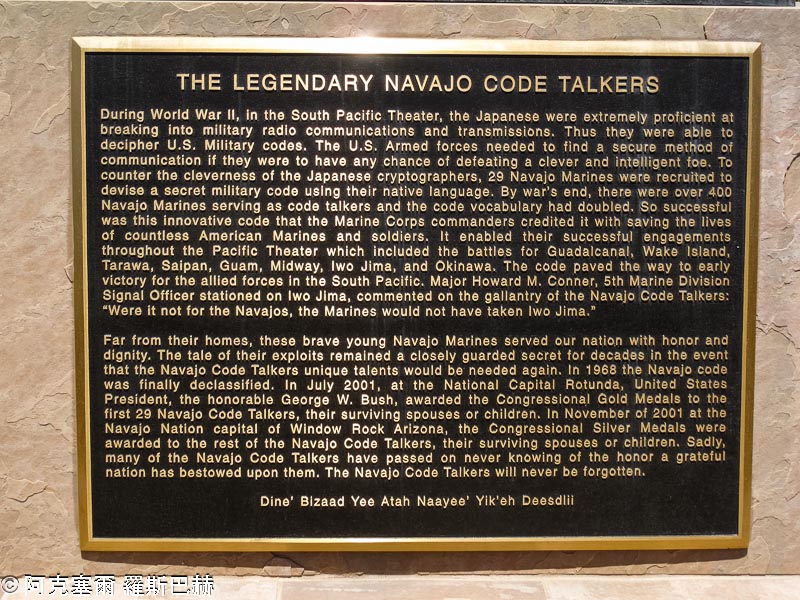 THE LEGENDARY NAVAJO CODE TALKERS
During World War II, in the South Pacific Theater, the Japanese were extremely proficient at
breaking into military radio communications and transmissions. Thus they were able to
decipher U.S. Military codes. The U.S. Armed forces needed to find a secure method of
communication if they were to have any chance of defeating a clever and intelligent foe. To
counter the cleverness of the Japanese cryptographers, 29 Navajo Marines were recruited to
devise a secret military code using their native language. By war's end, there were over 400
Navajo Marines serving as code talkers and the code vocabulary had doubled. So successful
was this innovative code that the Marine Corps commanders credited it with saving the lives
of countless American Marines and soldiers. It enabled their successful engagements
throughout the Pacific Theater which included the battles for Guadalcanal, Wake Island,
Tarawa, Saipan, Guam, Midway, Iwo Jima, and Okinawa. The code paved the way to early
victory for the allied forces in the South Pacific. Major Howard M. Conner, 5th Marine Division
Signal Officer stationed on Iwo Jima, commented on the gallantry of the Navajo Code Talkers:
“Were it not for the Navajos, the Marines would not have taken Iwo Jima.”
Far from their homes, these brave young Navajo Marines served our nation with honor and
dignity. The tale of their exploits remained a closely guarded secret for decades in the event
that the Navajo Code Talkers unique talents would be needed again. In 1968 the Navajo code
was finally declassified. In July 2001, at the National Capital Rotunda, United States
President, the honorable George W. Bush, awarded the Congressional Gold Medals to the
first 29 Navajo Code Talkers, their surviving spouses or children. In November of 2001 at the
Navajo Nation capital of Window Rock Arizona, the Congressional Silver Medals were
awarded to the rest of the Navajo Code Talkers, their surviving spouses or children. Sadly,
many of the Navajo Code Talkers have passed on never knowing of the honor a grateful
nation has bestowed upon them. The Navajo Code Talkers will never be forgotten.
Dine' Bizaad Yee Atah Naayee' Yik'eh Deesdlii
© 阿克塞爾 羅斯巴赫